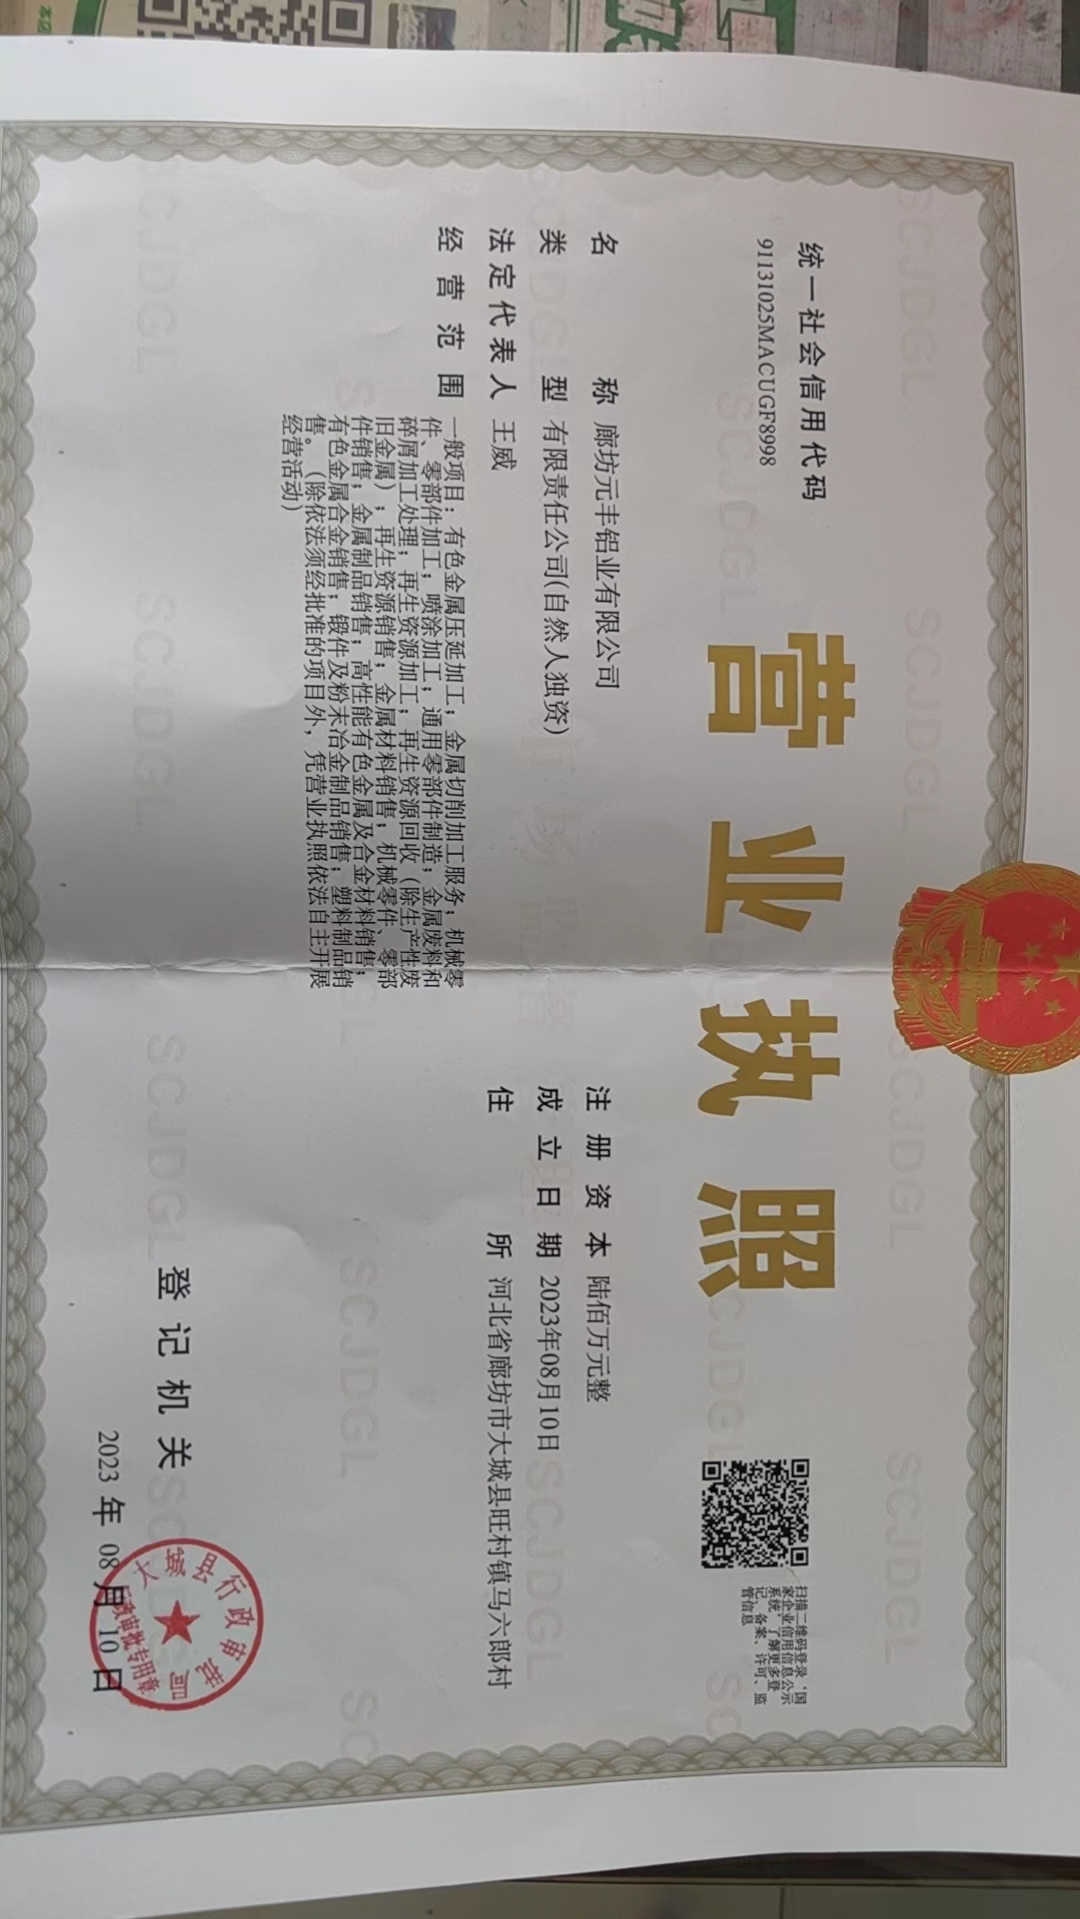 统一社会信用代码
91131025MACUGF8998
营业执照
扫描二维码登录‘国
家企业信用信息公示
系统’了解更多登
记、备案、许可、监
管信息
名称 廊坊元丰铝业有限公司
类型 有限责任公司(自然人独资)
法定代表人 王威
经营范围 一般项目：有色金属压延加工；金属切削加工服务；机械零
件、零部件加工；喷涂加工；通用零部件制造；金属废料和
碎屑加工处理；再生资源加工；再生资源回收（除生产性废
旧金属）；再生资源销售；金属材料销售；机械零件、零部
件销售；金属制品销售；高性能有色金属及合金材料销售；
有色金属合金销售；锻件及粉末冶金制品销售；塑料制品销
售。（除依法须经批准的项目外，凭营业执照依法自主开展
经营活动）
注册资本 陆佰万元整
成立日期 2023年08月10日
住所 河北省廊坊市大城县旺村镇马六郎村
登记机关
2023 年 08 月 10 日
大城县行政审批局
行政审批专用章
SCJDGL